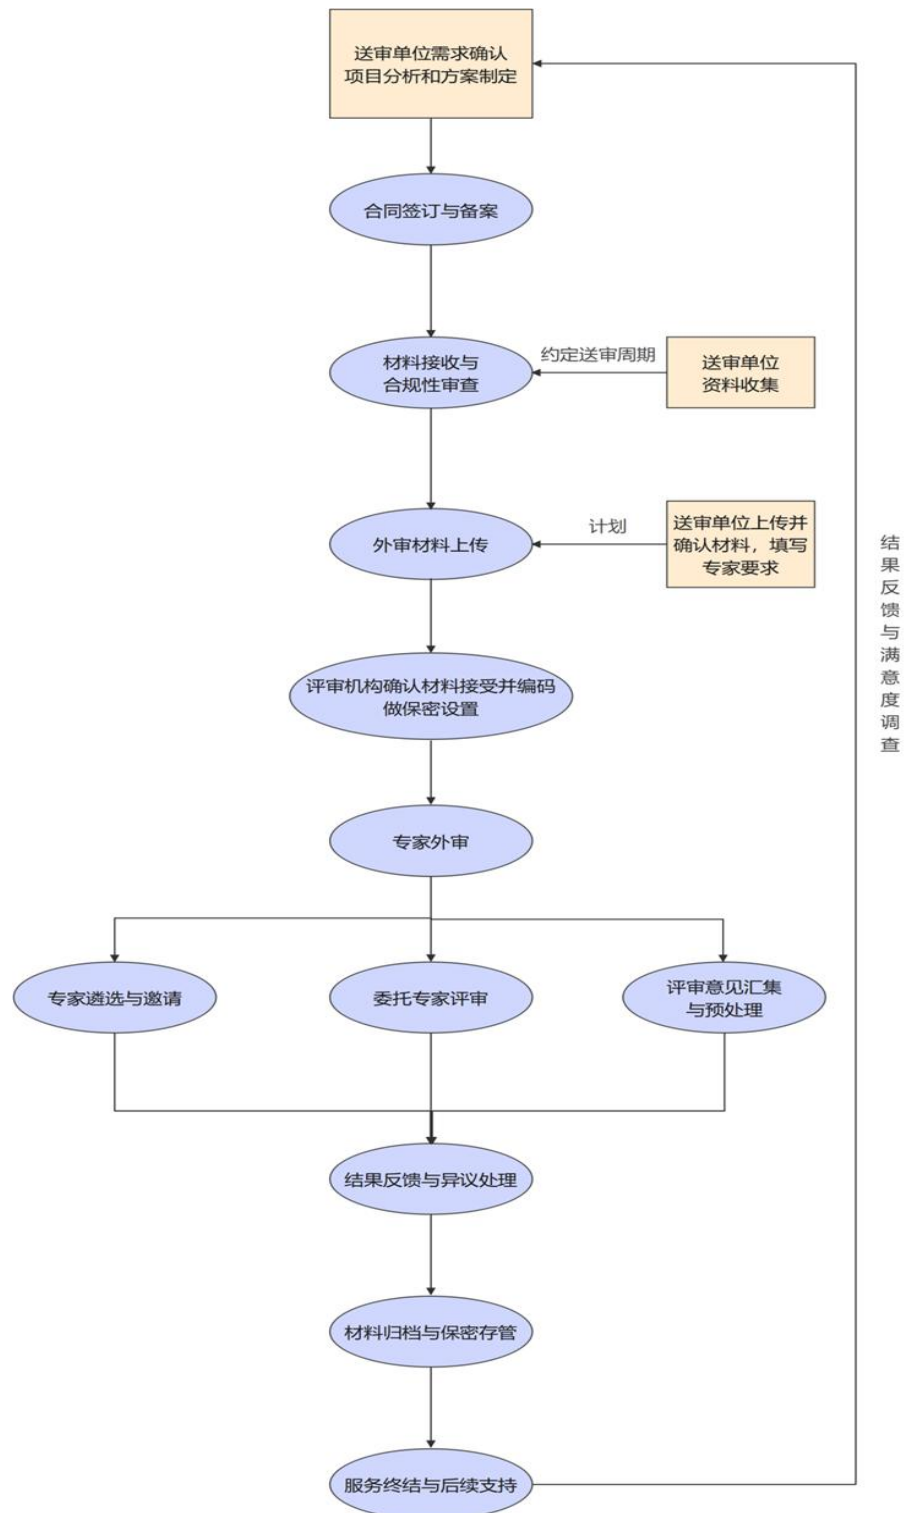 送审单位需求确认
项目分析和方案制定
合同签订与备案
材料接收与
合规性审查
约定送审周期
送审单位
资料收集
外审材料上传
计划
送审单位上传并
确认材料，填写
专家要求
结果反馈与满意度调查
评审机构确认材料接受并编码
做保密设置
专家外审
专家遴选与邀请
委托专家评审
评审意见汇集
与预处理
结果反馈与异议处理
材料归档与保密存管
服务终结与后续支持